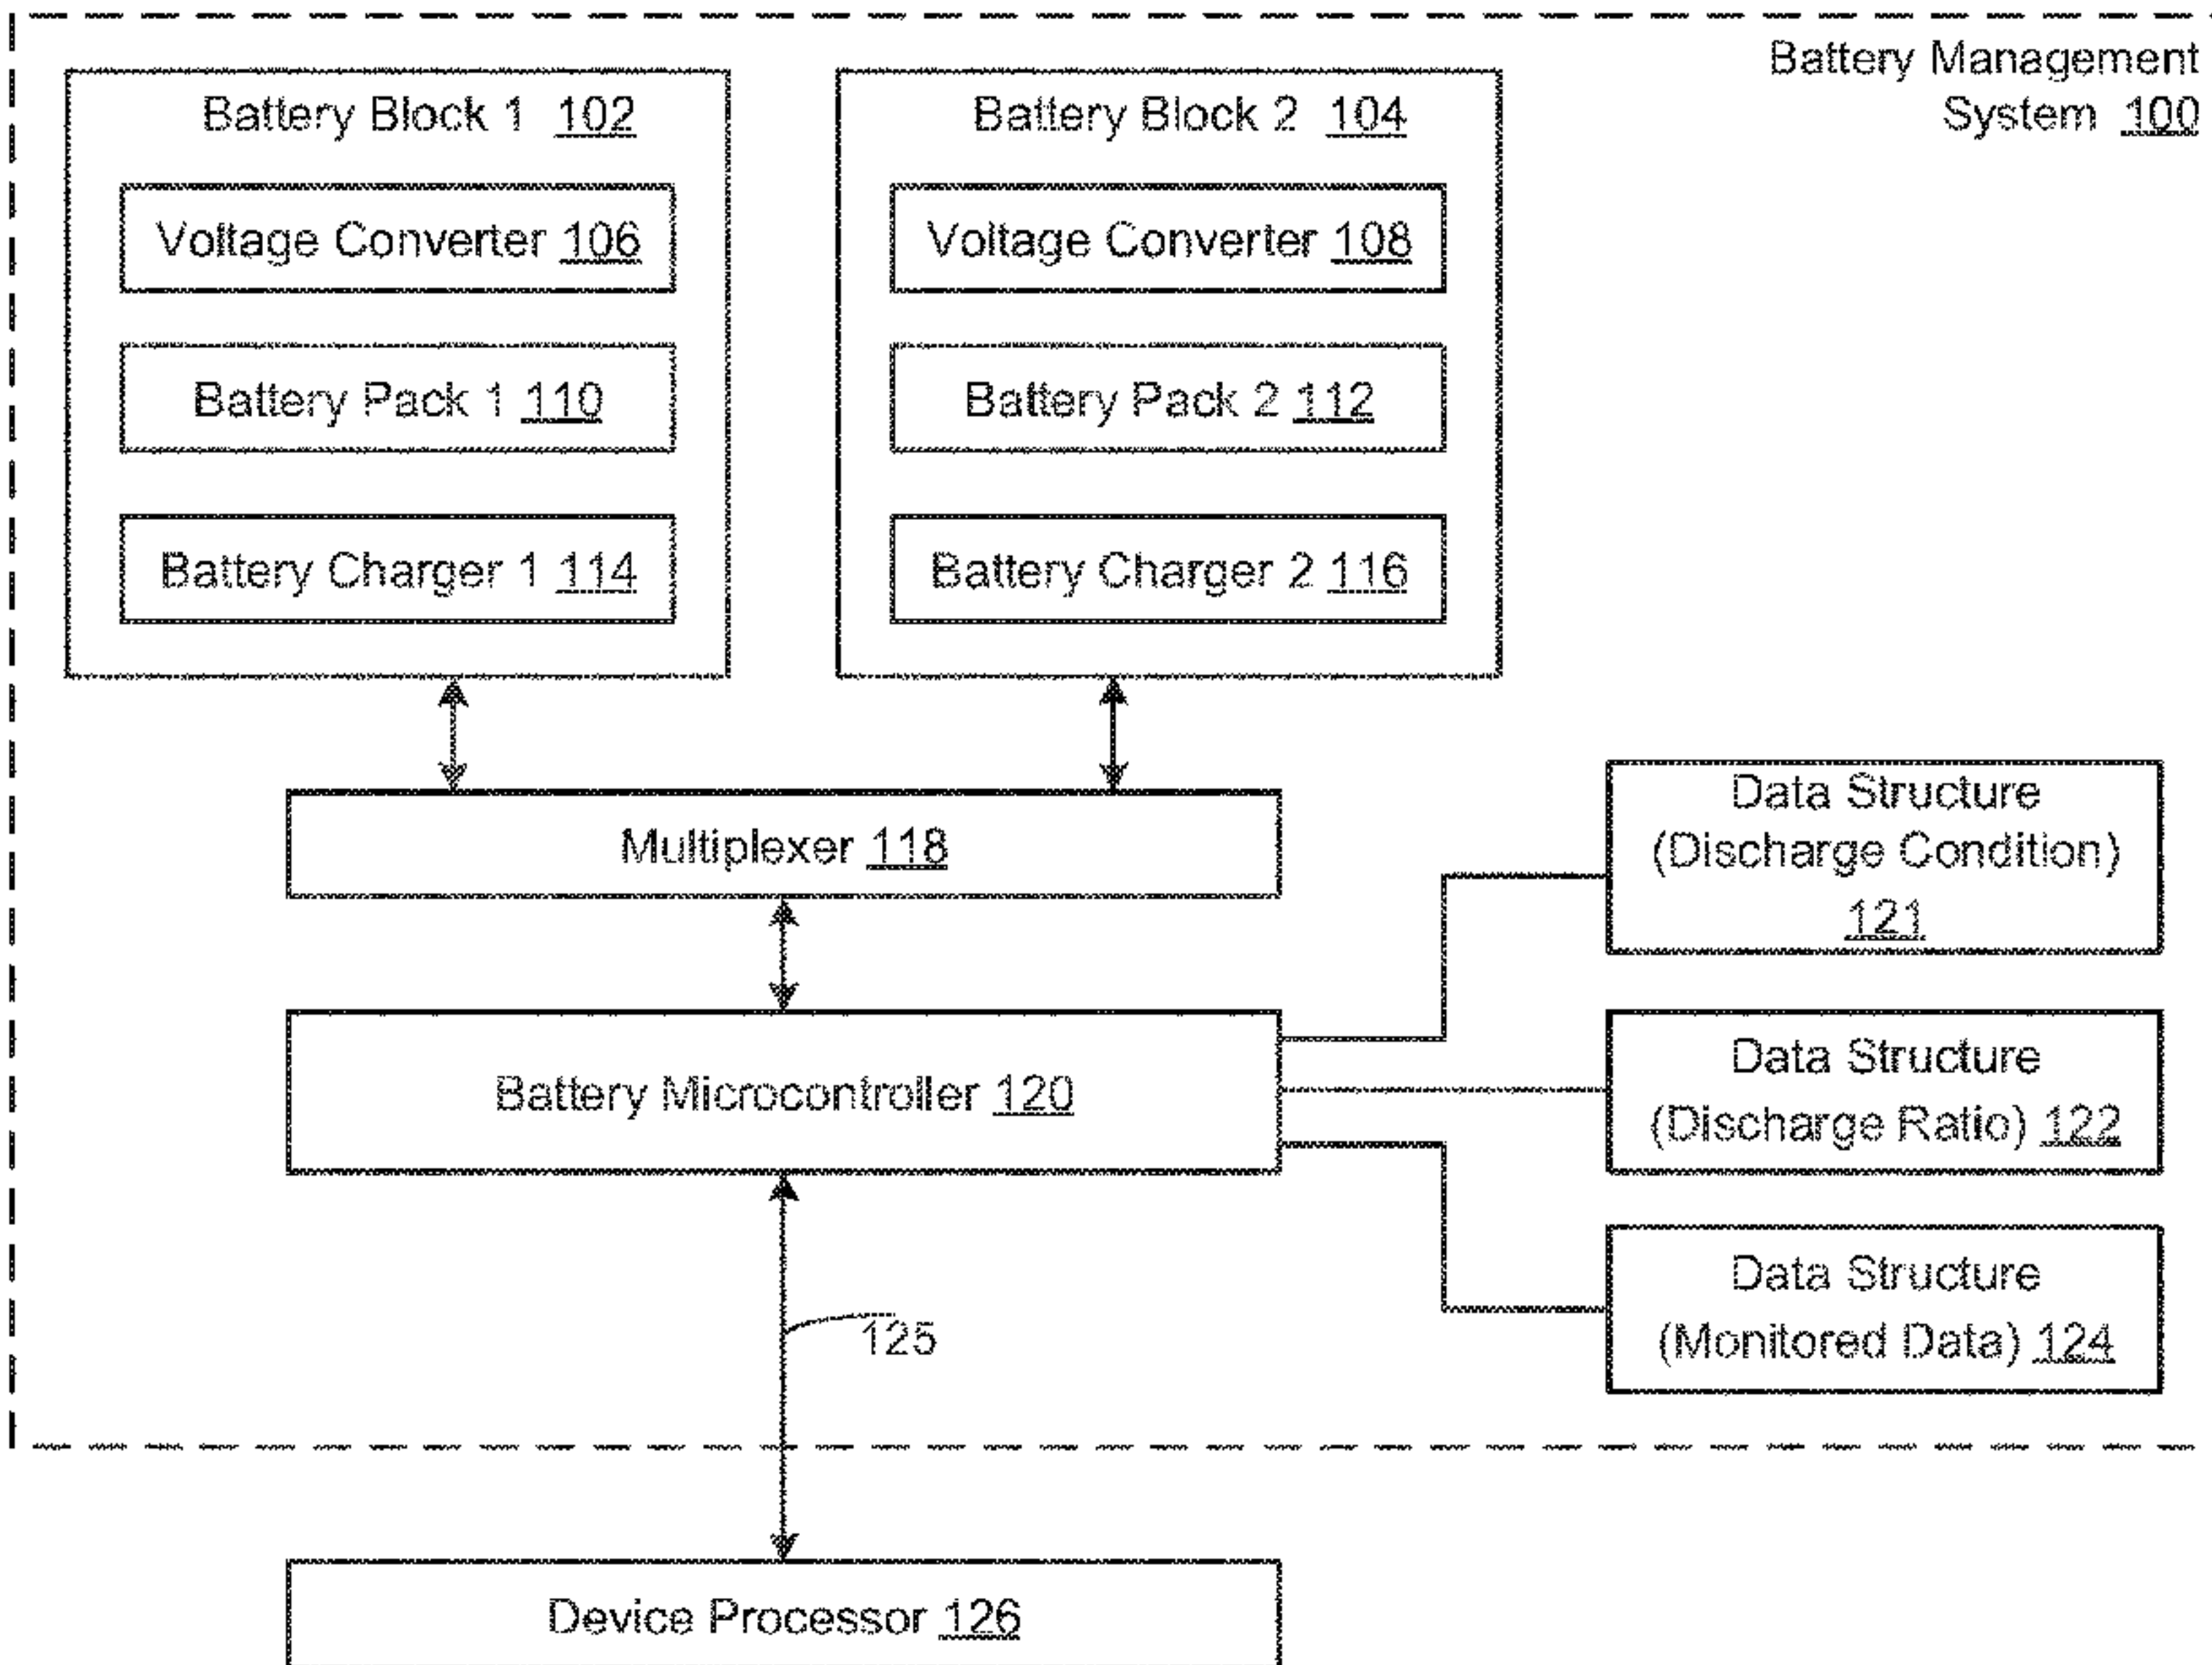 Battery Management
System 100
Battery Block 1 102
Voltage Converter 106
Battery Pack 1 110
Battery Charger 1 114
Battery Block 2 104
Voltage Converter 108
Battery Pack 2 112
Battery Charger 2 116
Multiplexer 118
Battery Microcontroller 120
Data Structure
(Discharge Condition)
121
Data Structure
(Discharge Ratio) 122
Data Structure
(Monitored Data) 124
125
Device Processor 126